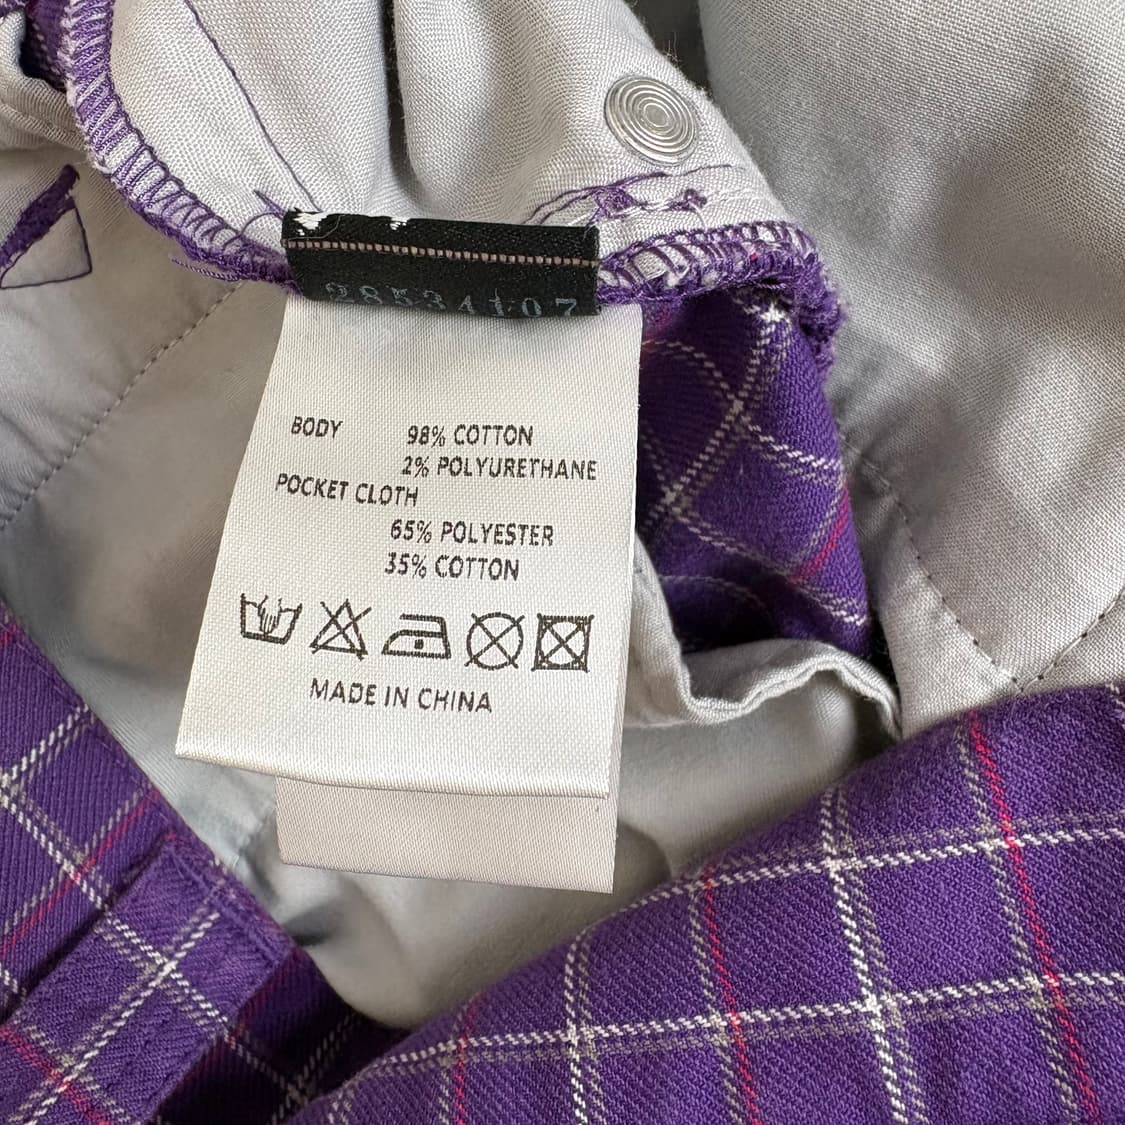 28534107
BODY 98% COTTON
2% POLYURETHANE
POCKET CLOTH
65% POLYESTER
35% COTTON
MADE IN CHINA